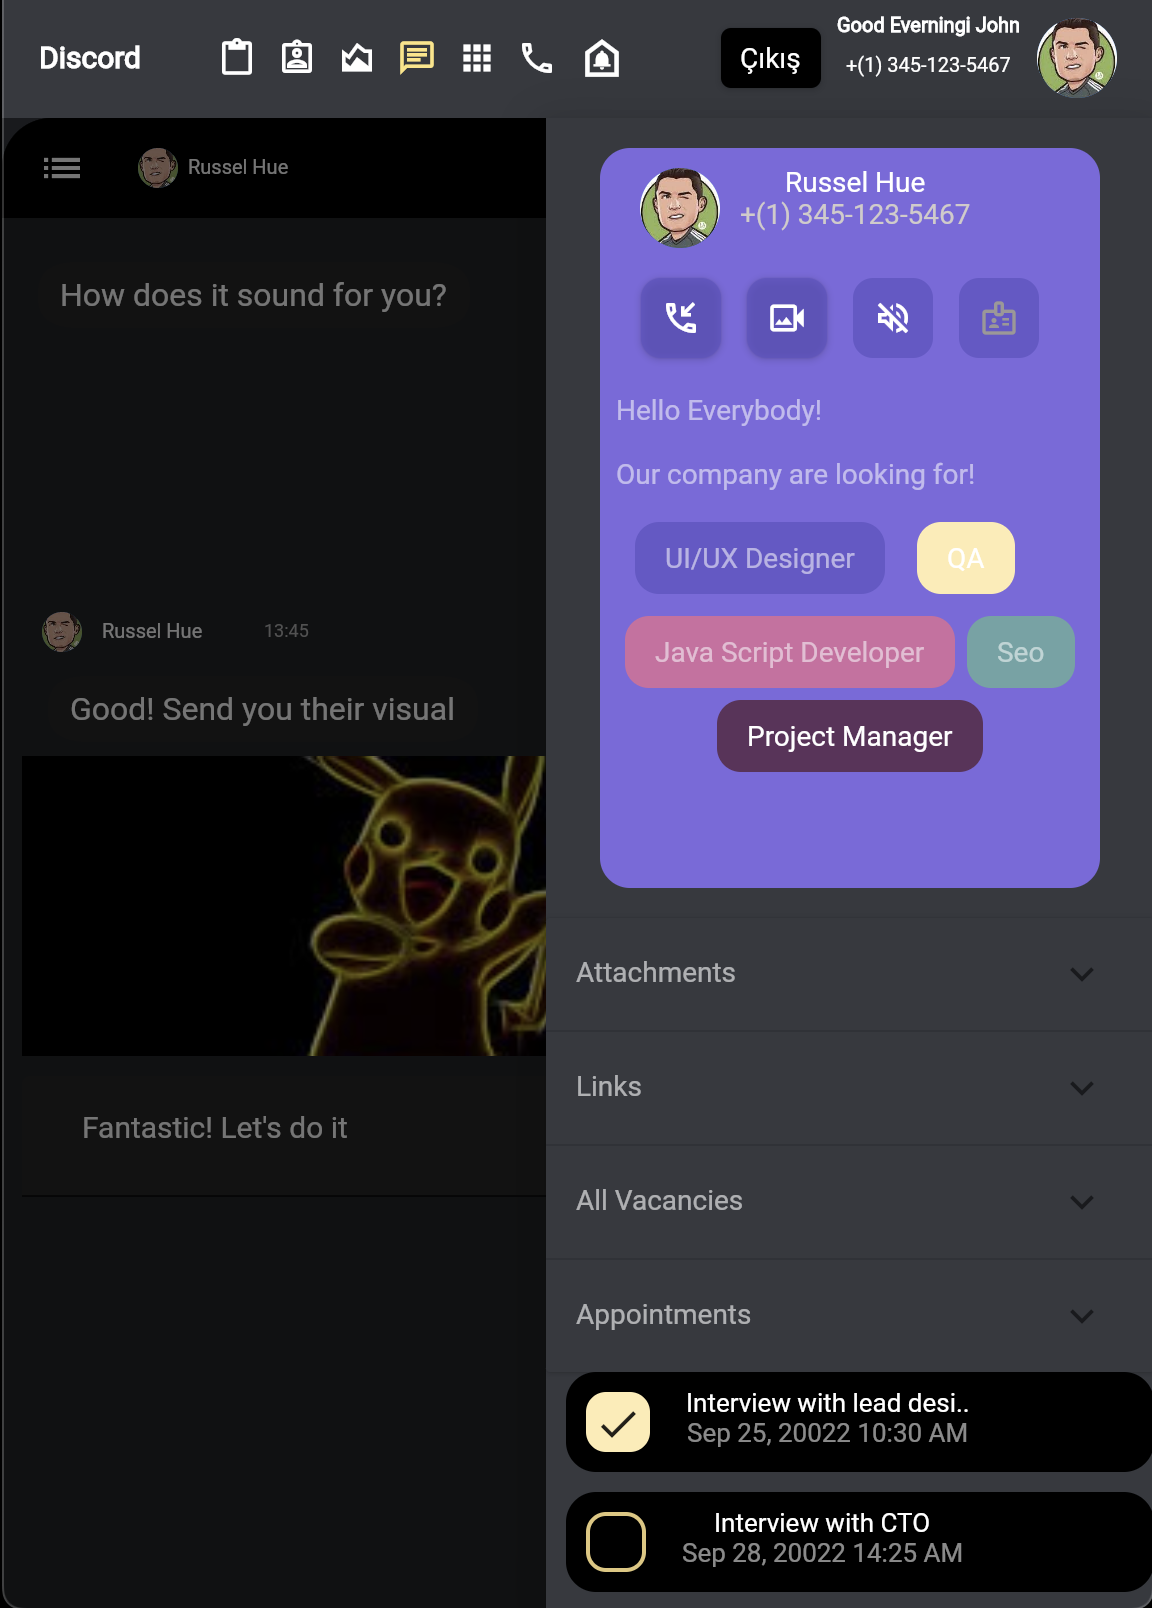 Discord
Çıkış
Good Everningi John
+(1) 345-123-5467
Russel Hue
How does it sound for you?
Russel Hue 13:45
Good! Send you their visual
Fantastic! Let's do it
Russel Hue
+(1) 345-123-5467
Hello Everybody!
Our company are looking for!
UI/UX Designer QA
Java Script Developer Seo
Project Manager
Attachments
Links
All Vacancies
Appointments
Interview with lead desi..
Sep 25, 20022 10:30 AM
Interview with CTO
Sep 28, 20022 14:25 AM